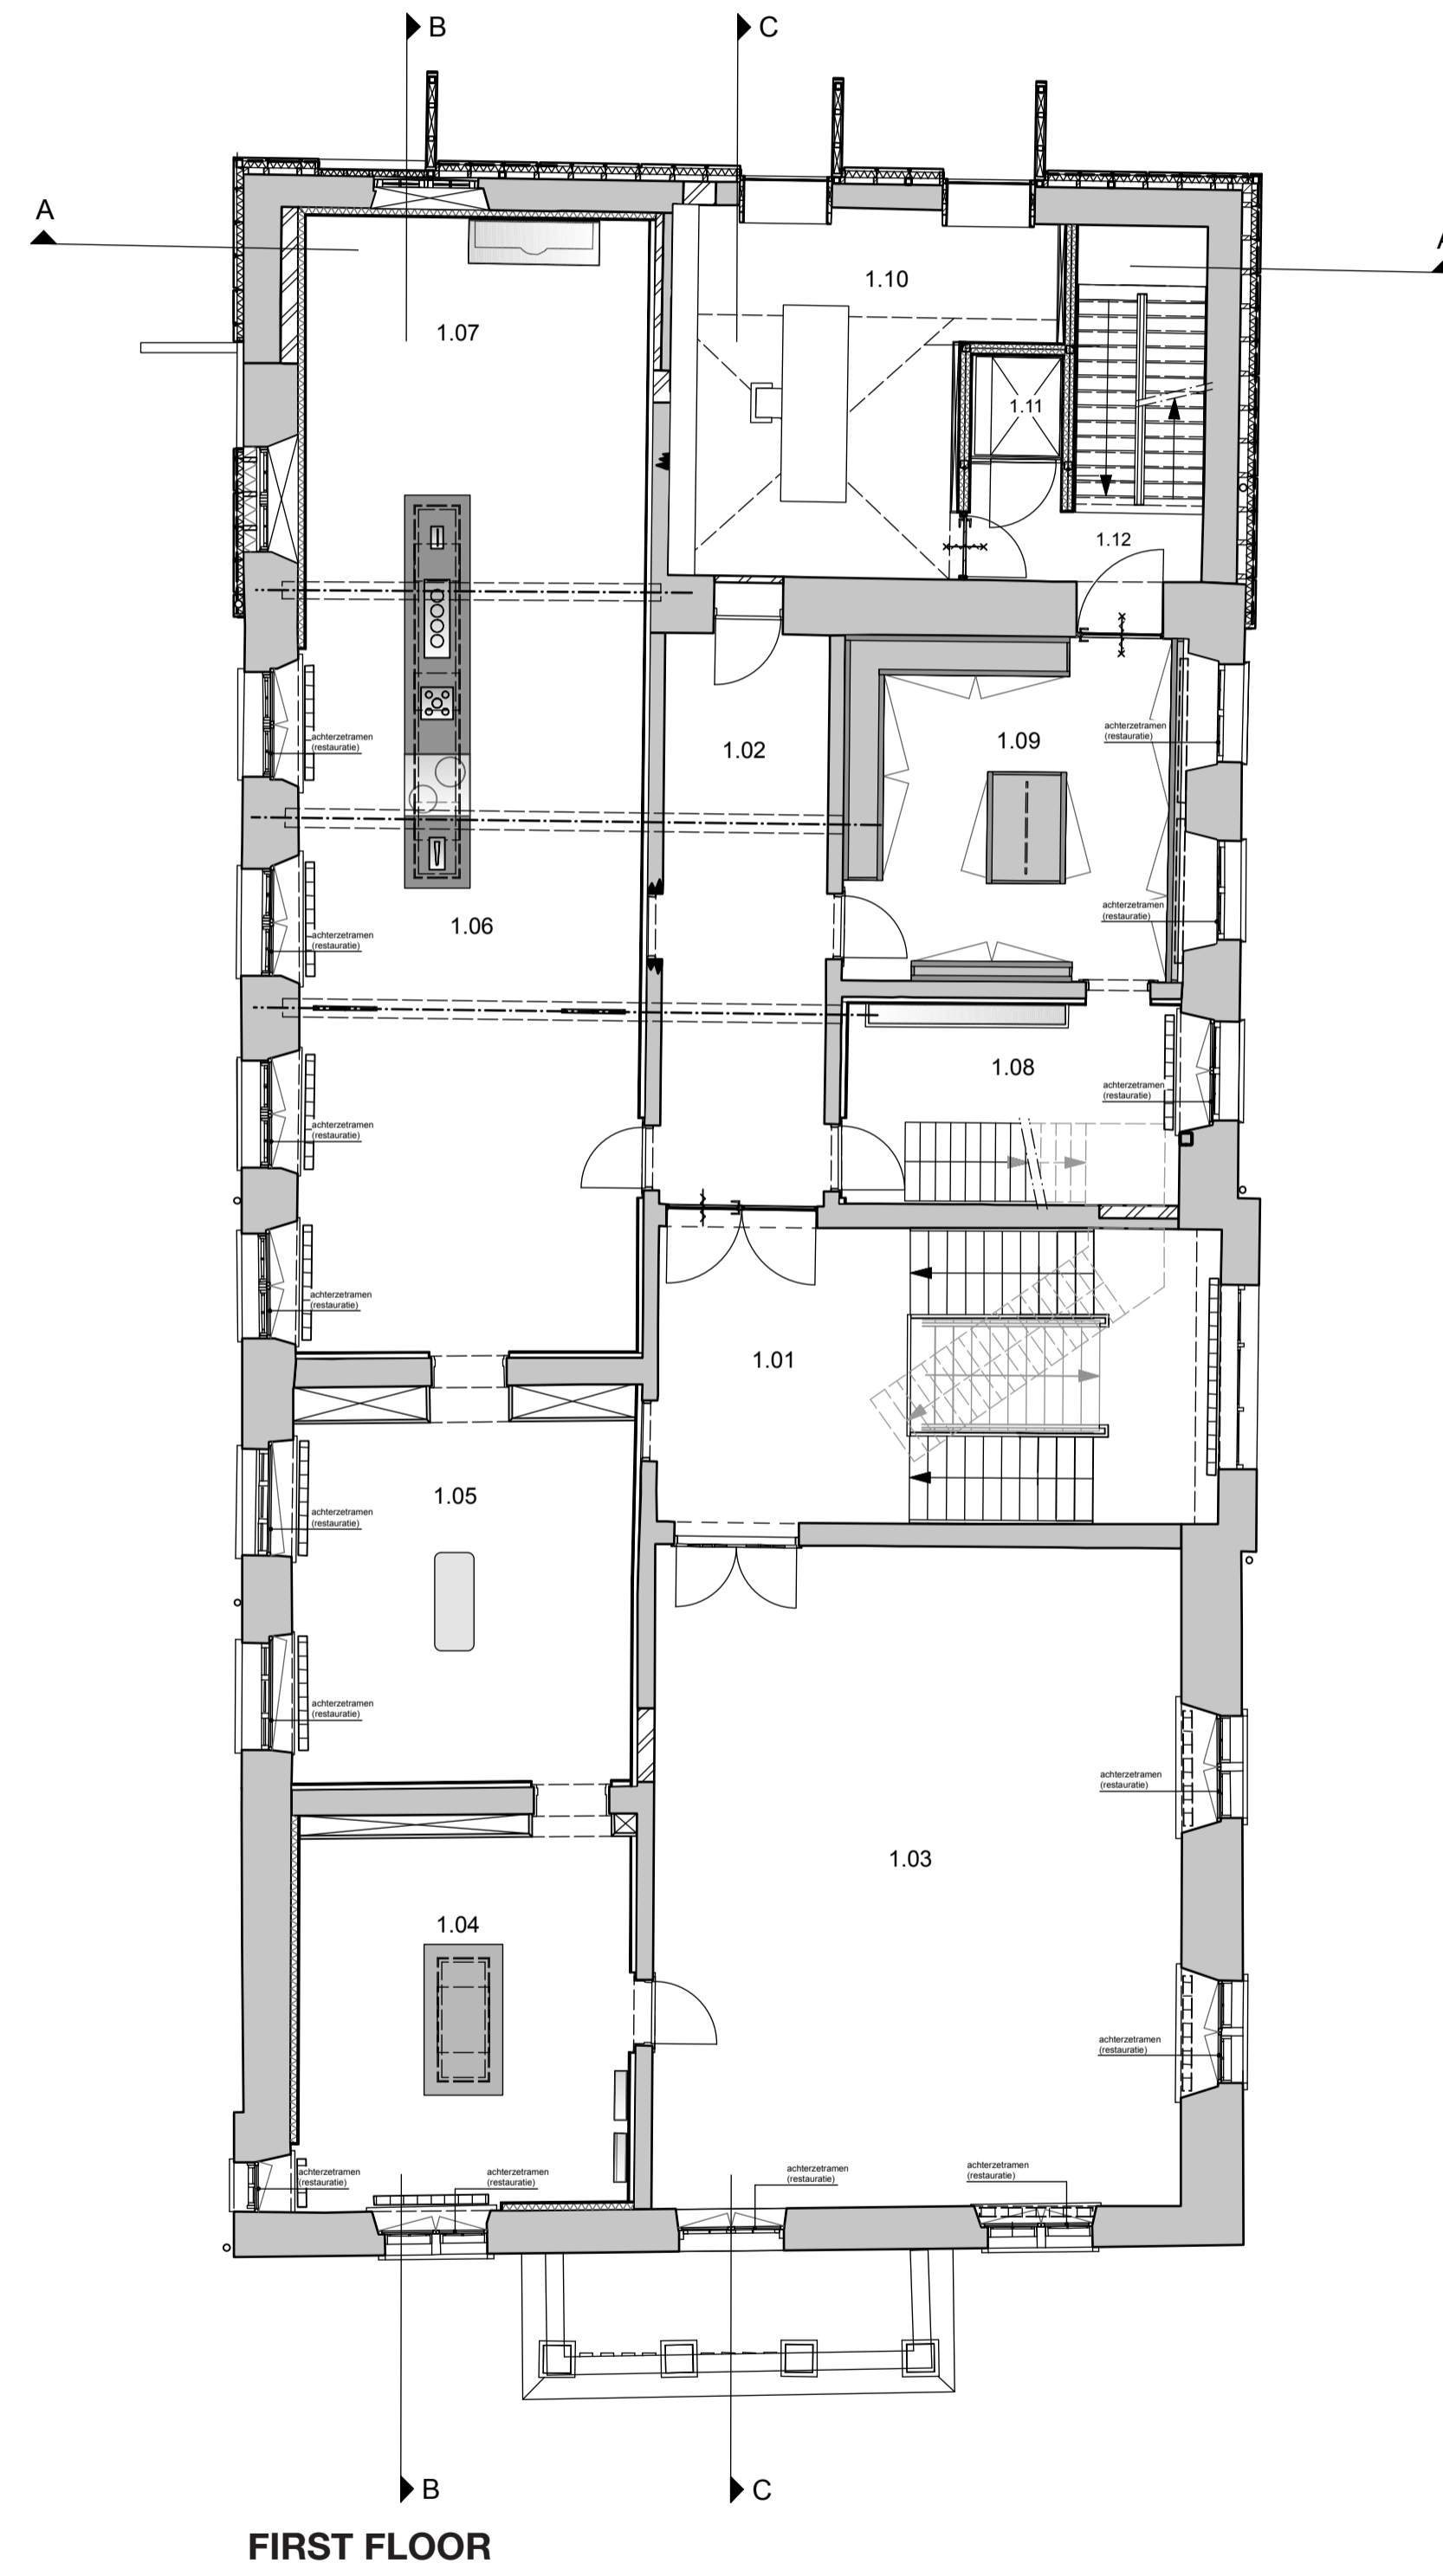 B
C
A
A
1.10
1.07
1.11
1.12
1.02
1.09
achterzetramen
(restauratie)
achterzetramen
(restauratie)
achterzetramen
(restauratie)
1.06
achterzetramen
(restauratie)
1.08
achterzetramen
(restauratie)
achterzetramen
(restauratie)
achterzetramen
(restauratie)
1.01
1.05
achterzetramen
(restauratie)
achterzetramen
(restauratie)
achterzetramen
(restauratie)
1.03
1.04
achterzetramen
(restauratie)
achterzetramen
(restauratie)
achterzetramen
(restauratie)
achterzetramen
(restauratie)
achterzetramen
(restauratie)
B
C
FIRST FLOOR